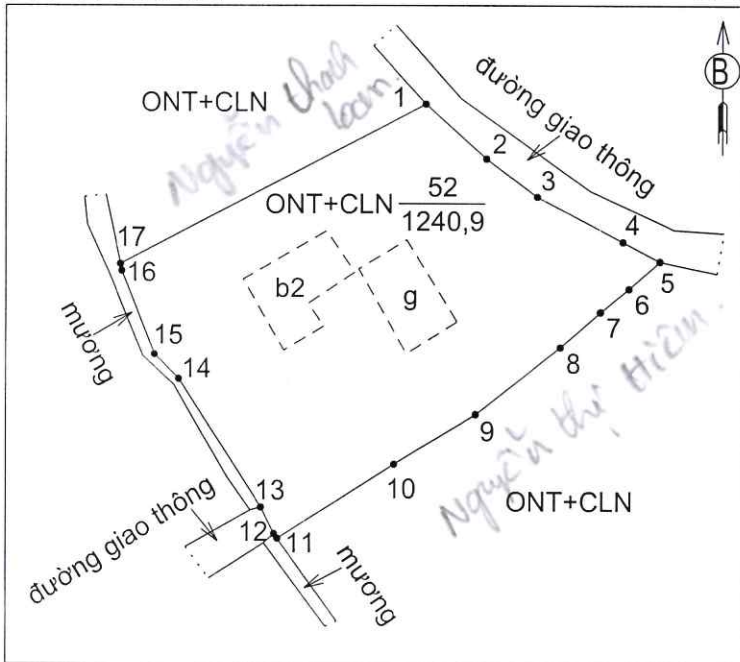 B
đường giao thông
ONT+CLN
Nguyễn
1
2
3
4
5
6
7
8
9
10
11
12
13
14
15
16
17
ONT+CLN 52
1240,9
b2
g
mương
Nguyễn thị Hiền.
ONT+CLN
đường giao thông
mương